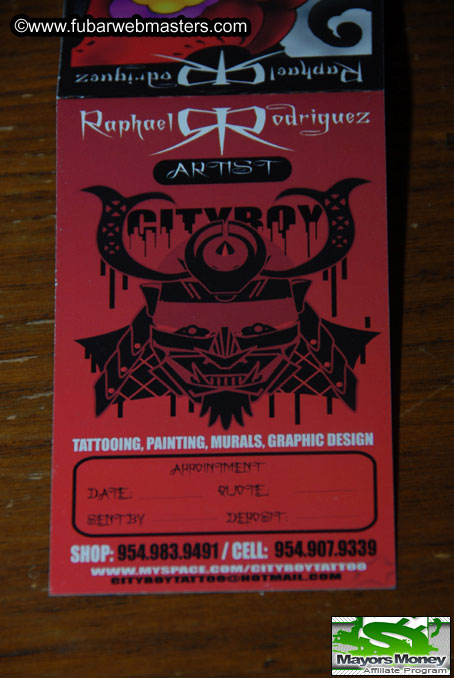 © www.fubarwebmasters.com
Raphael Rodriguez
Raphael RRodriguez
ARTIST
CITYBOY
TATTOOING, PAINTING, MURALS, GRAPHIC DESIGN
APPOINTMENT
DATE: QUOTE:
SENT BY DEPOSIT:
SHOP: 954.983.9491 / CELL: 954.907.9339
WWW.MYSPACE.COM/CITYBOYTATTOO
CITYBOYTATTOO@HOTMAIL.COM
Mayors Money
Affiliate Program